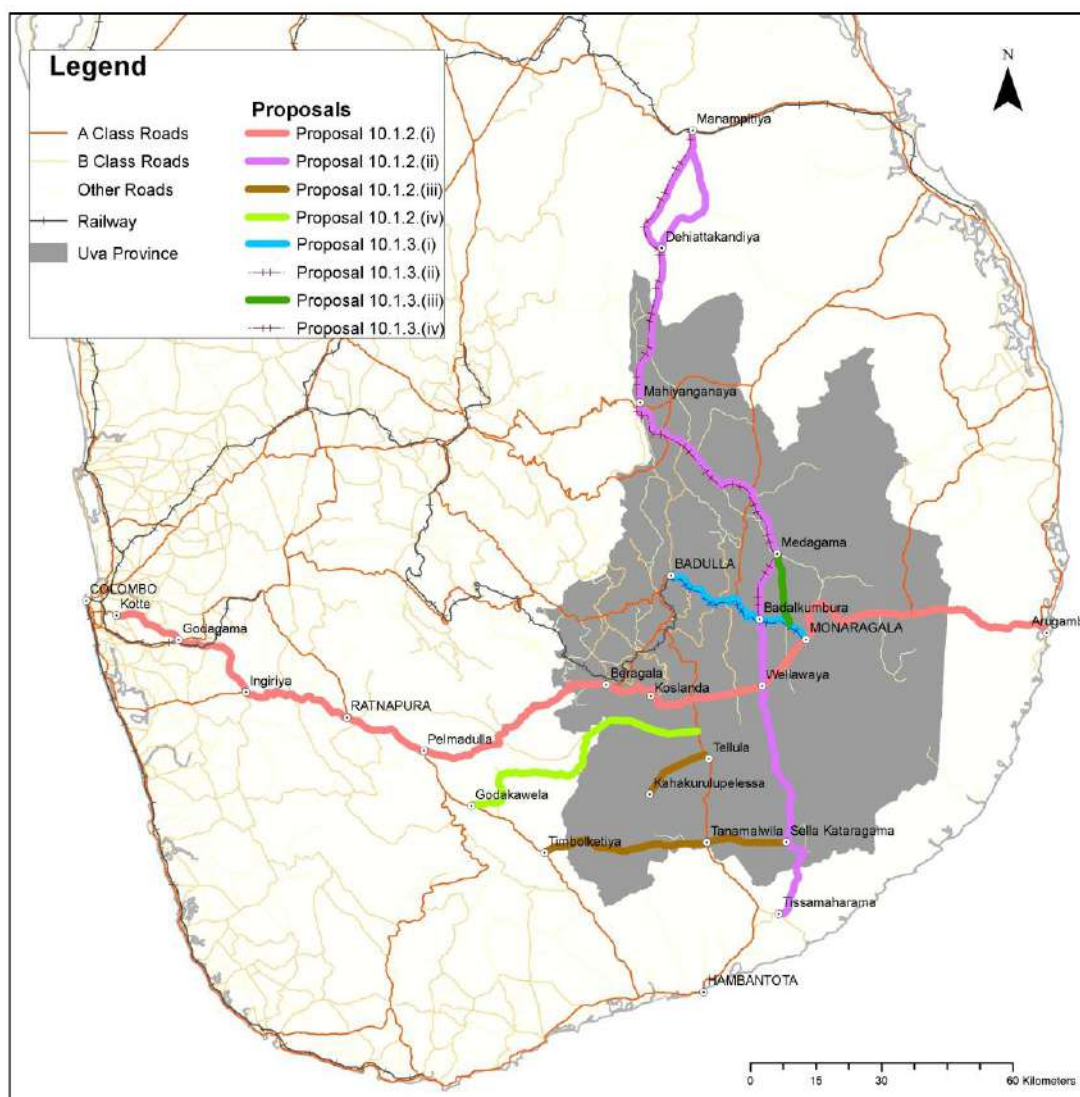 Legend
Proposals
A Class Roads
B Class Roads
Other Roads
Railway
Uva Province
Proposal 10.1.2.(i)
Proposal 10.1.2.(ii)
Proposal 10.1.2.(iii)
Proposal 10.1.2.(iv)
Proposal 10.1.3.(i)
Proposal 10.1.3.(ii)
Proposal 10.1.3.(iii)
Proposal 10.1.3.(iv)
N
Manampitiya
Dehiattakandiya
Mahiyanganaya
Medagama
BADULLA
COLOMBO
Kotte
Badalkumbura
Arugamb
Godagama
MONARAGALA
Beragala
Ingiriya
Koslanda
Wellawaya
RATNAPURA
Pelmadulla
Tellula
Kahakurulupelessa
Godakawela
Tanamalwila
Sella Kataragama
Timbolketiya
Tissamaharama
HAMBANTOTA
0 15 30 60 Kilometers